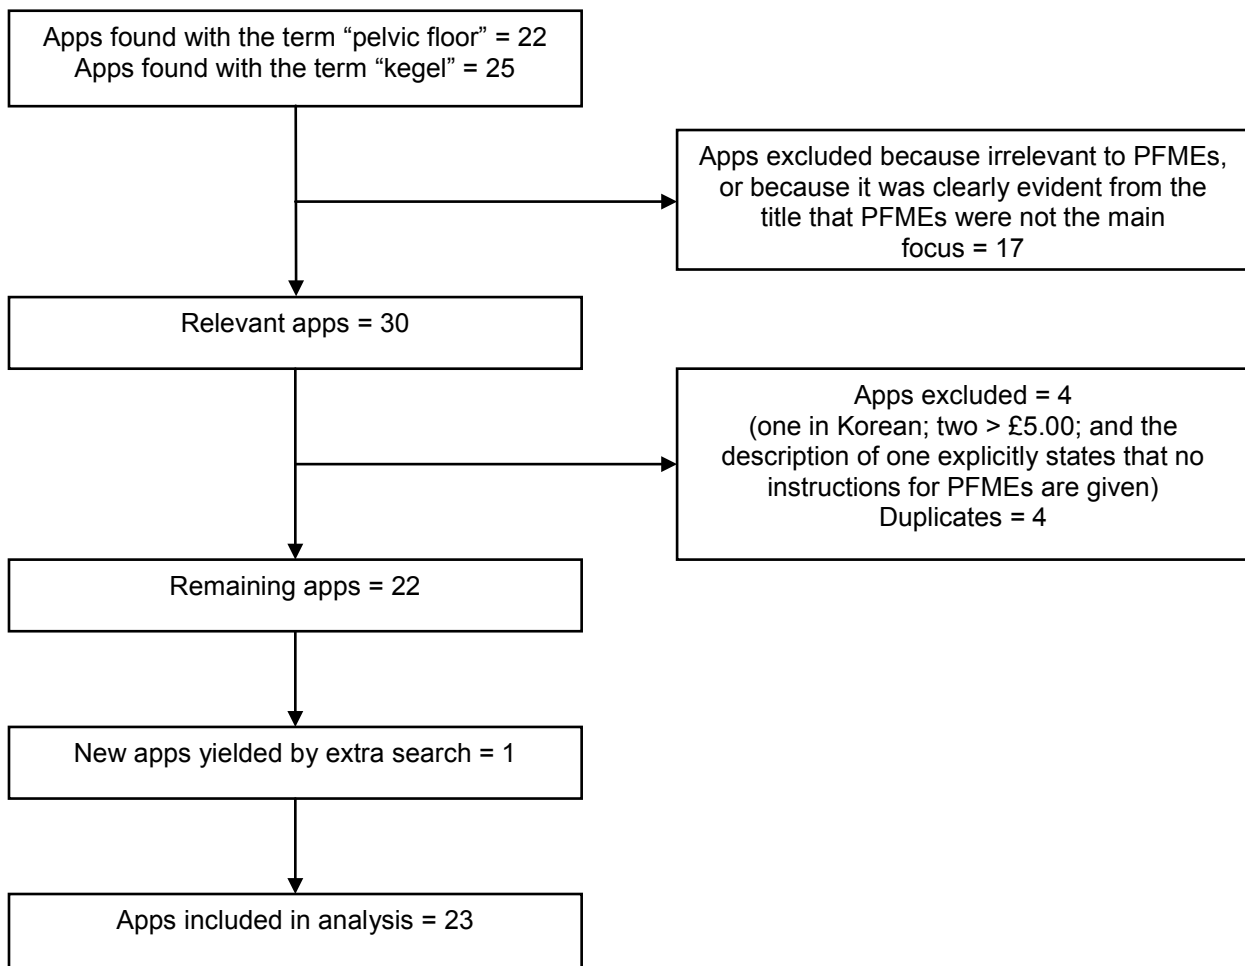 Apps found with the term “pelvic floor” = 22
Apps found with the term “kegel” = 25
Apps excluded because irrelevant to PFMEs,
or because it was clearly evident from the
title that PFMEs were not the main
focus = 17
Relevant apps = 30
Apps excluded = 4
(one in Korean; two > £5.00; and the
description of one explicitly states that no
instructions for PFMEs are given)
Duplicates = 4
Remaining apps = 22
New apps yielded by extra search = 1
Apps included in analysis = 23